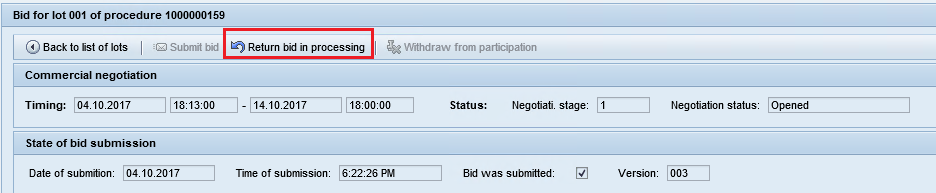 Bid for lot 001 of procedure 1000000159
Back to list of lots Submit bid Return bid in processing Withdraw from participation
Commercial negotiation
Timing: 04.10.2017 18:13:00 - 14.10.2017 18:00:00 Status: Negotiati. stage: 1 Negotiation status: Opened
State of bid submission
Date of submition: 04.10.2017 Time of submission: 6:22:26 PM Bid was submitted: Version: 003